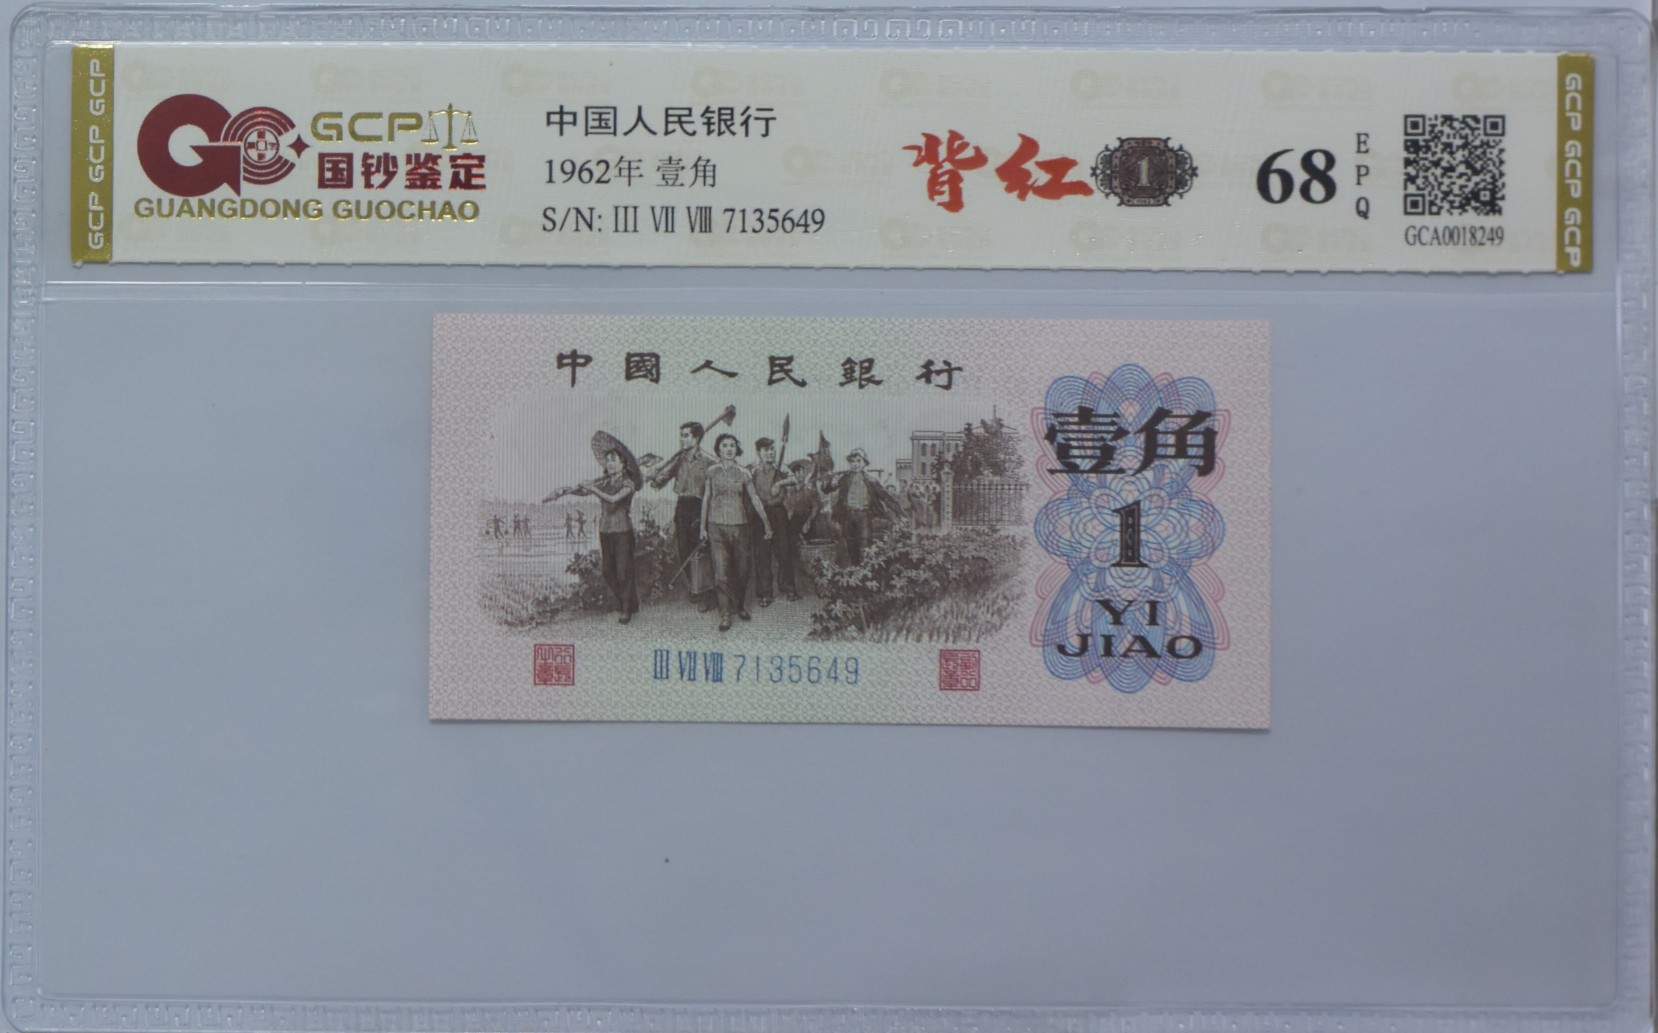 GCP GCP GCP
GCP
国钞鉴定
GUANGDONG GUOCHAO
中国人民银行
1962年 壹角
S/N: Ⅲ Ⅶ Ⅷ 7135649
背红
1
68
EPQ
GCA0018249
GCP GCP GCP
中國人民銀行
壹角
1
YI
JIAO
Ⅲ Ⅶ Ⅷ 7135649